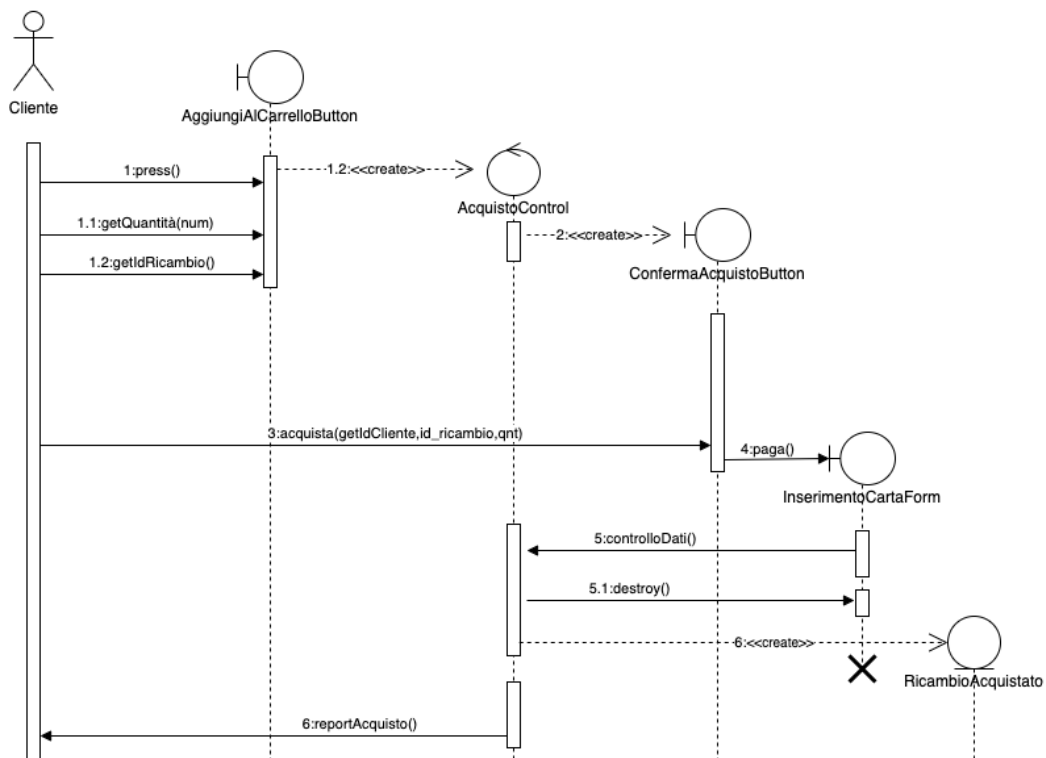 Cliente
AggiungiAlCarrelloButton
1:press()
1.2:<<create>>
AcquistoControl
1.1:getQuantità(num)
2:<<create>>
1.2:getIdRicambio()
ConfermaAcquistoButton
3:acquista(getIdCliente,id_ricambio,qnt)
4:paga()
InserimentoCartaForm
5:controlloDati()
5.1:destroy()
6:<<create>>
RicambioAcquistato
6:reportAcquisto()